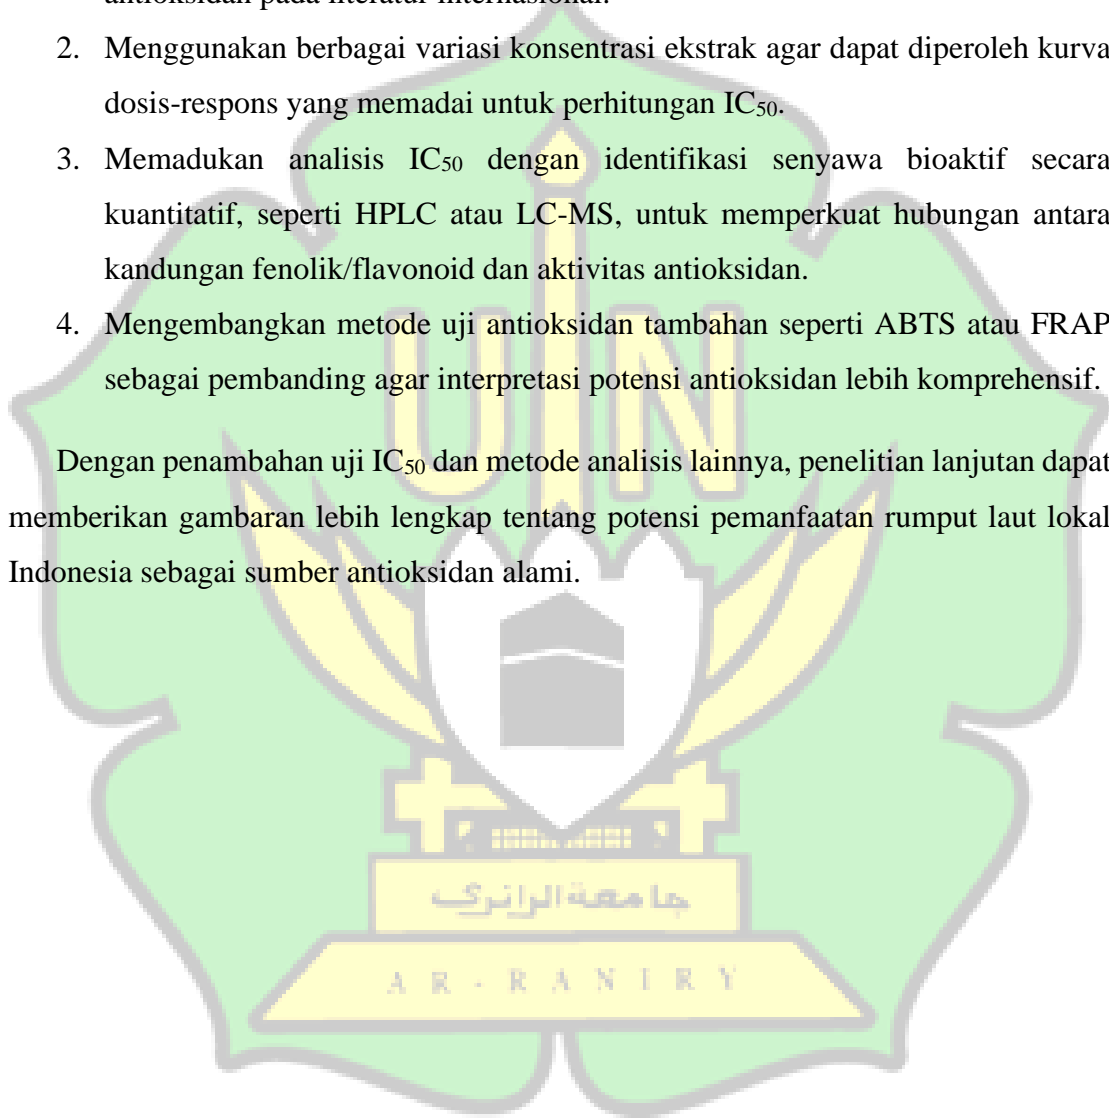 antioksidan pada literatur internasional.
2. Menggunakan berbagai variasi konsentrasi ekstrak agar dapat diperoleh kurva
dosis-respons yang memadai untuk perhitungan IC₅₀.
3. Memadukan analisis IC₅₀ dengan identifikasi senyawa bioaktif secara
kuantitatif, seperti HPLC atau LC-MS, untuk memperkuat hubungan antara
kandungan fenolik/flavonoid dan aktivitas antioksidan.
4. Mengembangkan metode uji antioksidan tambahan seperti ABTS atau FRAP
sebagai pembanding agar interpretasi potensi antioksidan lebih komprehensif.
Dengan penambahan uji IC₅₀ dan metode analisis lainnya, penelitian lanjutan dapat
memberikan gambaran lebih lengkap tentang potensi pemanfaatan rumput laut lokal
Indonesia sebagai sumber antioksidan alami.
UIN
جامعة الرانري
AR-RANIRY